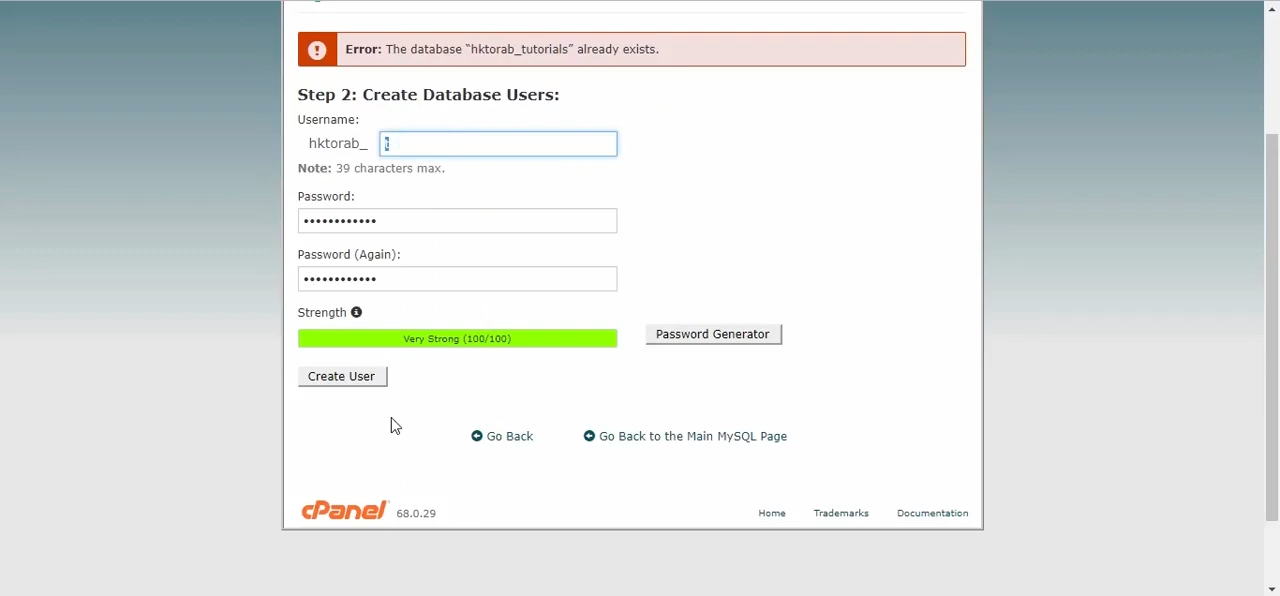 Error: The database “hktorab_tutorials” already exists.
Step 2: Create Database Users:
Username:
hktorab_
Note: 39 characters max.
Password:
••••••••••••
Password (Again):
••••••••••••
Strength
Very Strong (100/100)
Password Generator
Create User
Go Back Go Back to the Main MySQL Page
cPanel 68.0.29 Home Trademarks Documentation